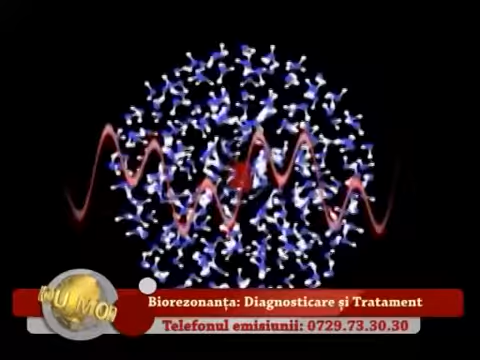 Biorezonanța: Diagnosticare și Tratament
Telefonul emisiunii: 0729.73.30.30